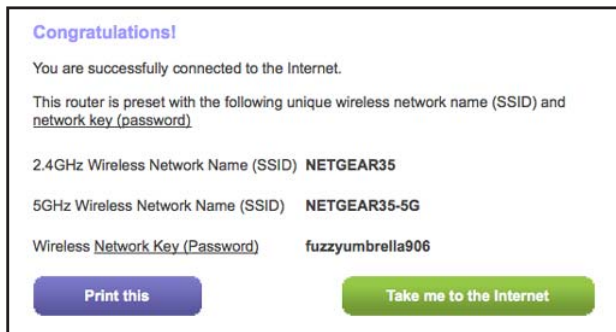 Congratulations!
You are successfully connected to the Internet.
This router is preset with the following unique wireless network name (SSID) and
network key (password)
2.4GHz Wireless Network Name (SSID) NETGEAR35
5GHz Wireless Network Name (SSID) NETGEAR35-5G
Wireless Network Key (Password) fuzzyumbrella906
Print this Take me to the Internet